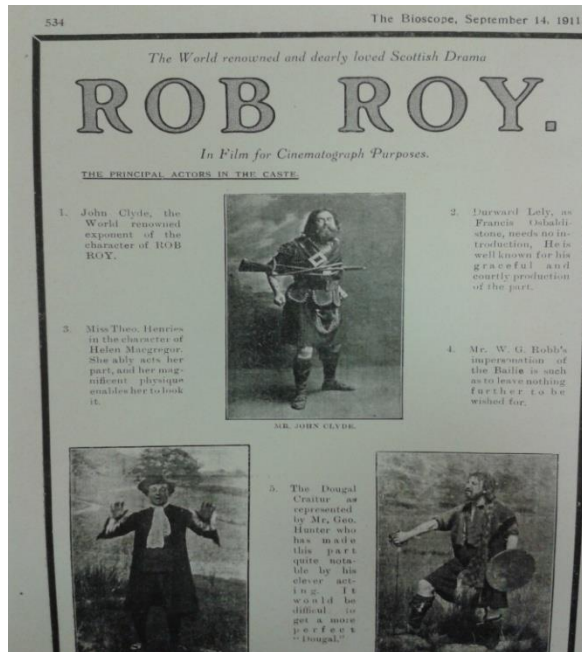 534
The Bioscope, September 14, 1911
The World renowned and dearly loved Scottish Drama
ROB ROY.
In Film for Cinematograph Purposes.
THE PRINCIPAL ACTORS IN THE CASTE.
1. John Clyde, the
World renowned
exponent of the
character of ROB
ROY.
2. Durward Lely, as
Francis Osbaldi-
stone, needs no in-
troduction, He is
well known for his
graceful and
courtly production
of the part.
3. Miss Theo. Henries
in the character of
Helen Macgregor.
She ably acts her
part, and her mag-
nificent physique
enables her to look
it.
4. Mr. W. G. Robb's
impersonation of
the Bailie is such
as to leave nothing
further to be
wished for.
MR. JOHN CLYDE.
5. The Dougal
Craitur as
represented
by Mr. Geo.
Hunter who
has made
this part
quite nota-
ble by his
clever act-
ing. It
would be
difficul to
get a more
perfect
"Dougal."